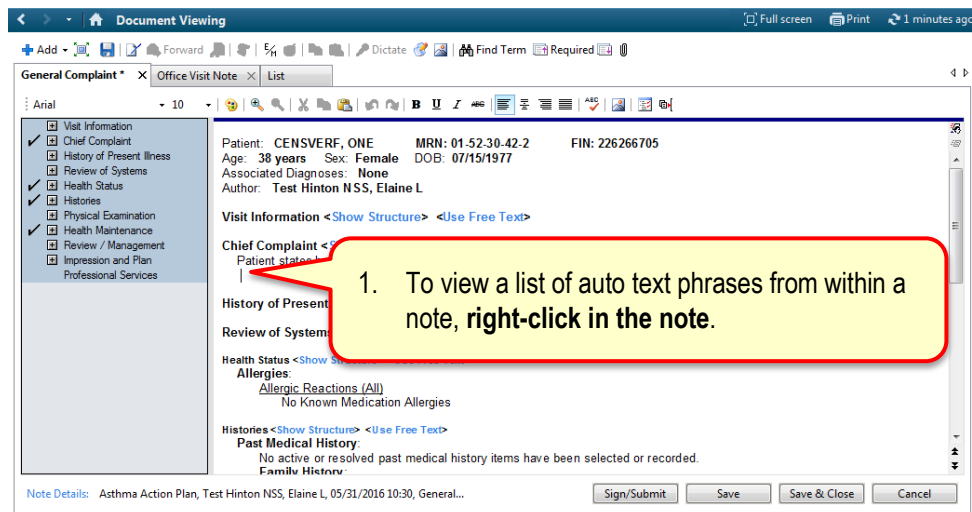 Document Viewing
Full screen Print 1 minutes ago
Add Forward Dictate Find Term Required
General Complaint * X Office Visit Note X List
Arial 10 B U I ABC ABC
Visit Information
Chief Complaint
History of Present Illness
Review of Systems
Health Status
Histories
Physical Examination
Health Maintenance
Review / Management
Impression and Plan
Professional Services
Patient: CENSVERF, ONE MRN: 01-52-30-42-2 FIN: 226266705
Age: 38 years Sex: Female DOB: 07/15/1977
Associated Diagnoses: None
Author: Test Hinton NSS, Elaine L
Visit Information <Show Structure> <Use Free Text>
Chief Complaint <
Patient states
History of Present
Review of Systems
Health Status <Show
Allergies:
Allergic Reactions (All)
No Known Medication Allergies
Histories <Show Structure> <Use Free Text>
Past Medical History:
No active or resolved past medical history items have been selected or recorded.
Family History:
1. To view a list of auto text phrases from within a
note, right-click in the note.
Note Details: Asthma Action Plan, Test Hinton NSS, Elaine L, 05/31/2016 10:30, General...
Sign/Submit Save Save & Close Cancel